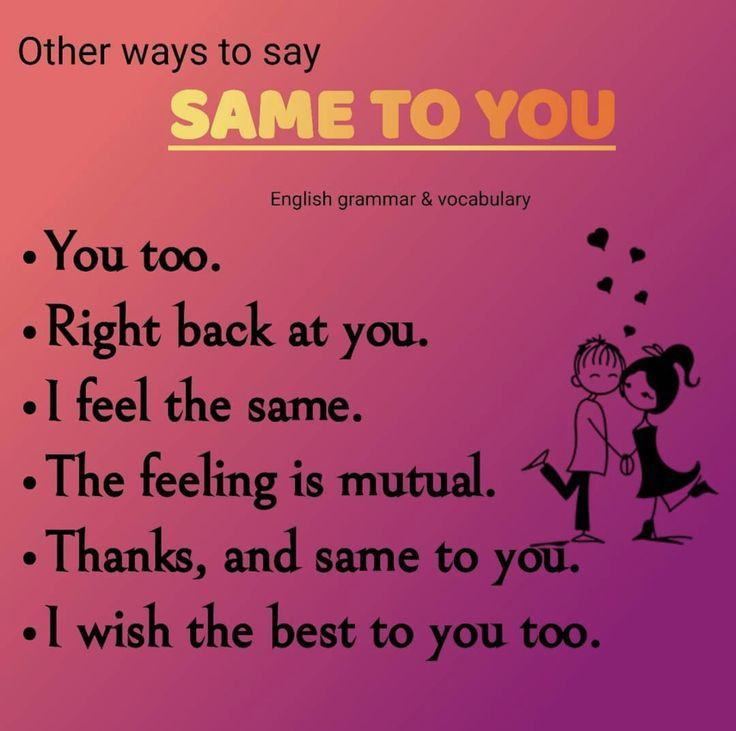 Other ways to say
SAME TO YOU
English grammar & vocabulary
• You too.
• Right back at you.
• I feel the same.
• The feeling is mutual.
• Thanks, and same to you.
• I wish the best to you too.